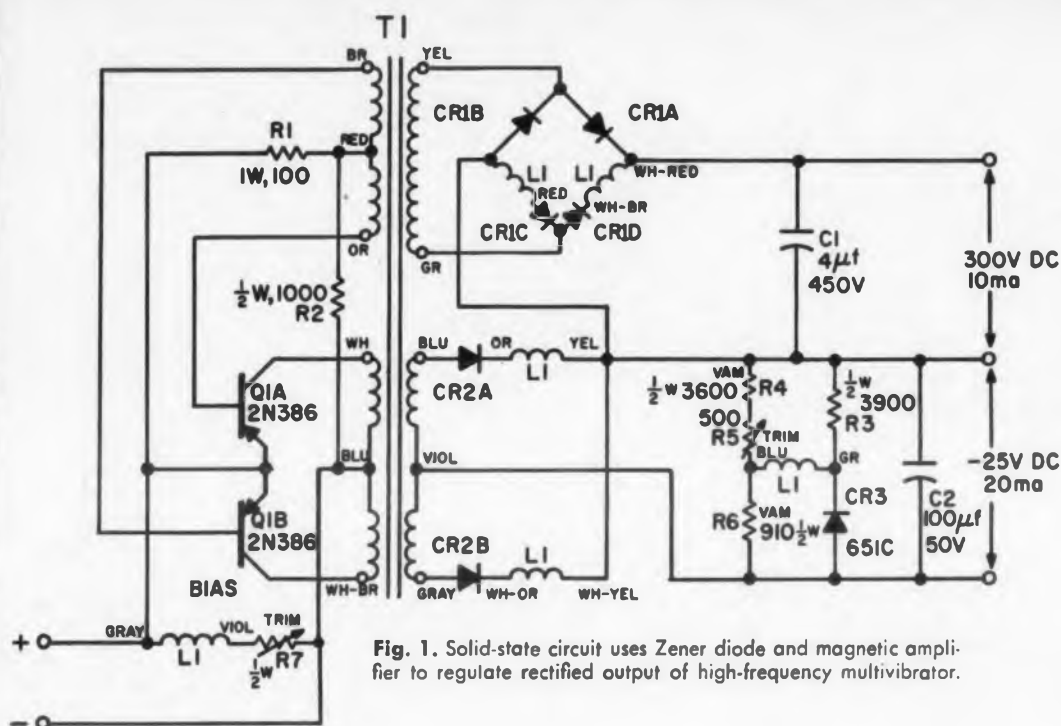 T1
BR
YEL
CR1B
CR1A
R1
RED
1W, 100
L1
L1
WH-RED
RED
WH-BR
CR1C
CR1D
OR
GR
C1
4µf
450V
300V DC
10ma
½W, 1000
R2
WH
BLU
OR
YEL
L1
CR2A
Q1A
2N386
VAM
½W 3600
R4
500
R5
TRIM
BLU
L1
½W
3900
R3
GR
BLU
VIOL
-25V DC
20ma
Q1B
2N386
CR2B
L1
R6
VAM
910 ½W
CR3
651C
C2
100µf
50V
BIAS
WH-BR
GRAY
WH-OR
WH-YEL
GRAY
VIOL
TRIM
+
L1
½W
R7
-
Fig. 1. Solid-state circuit uses Zener diode and magnetic ampli-
fier to regulate rectified output of high-frequency multivibrator.